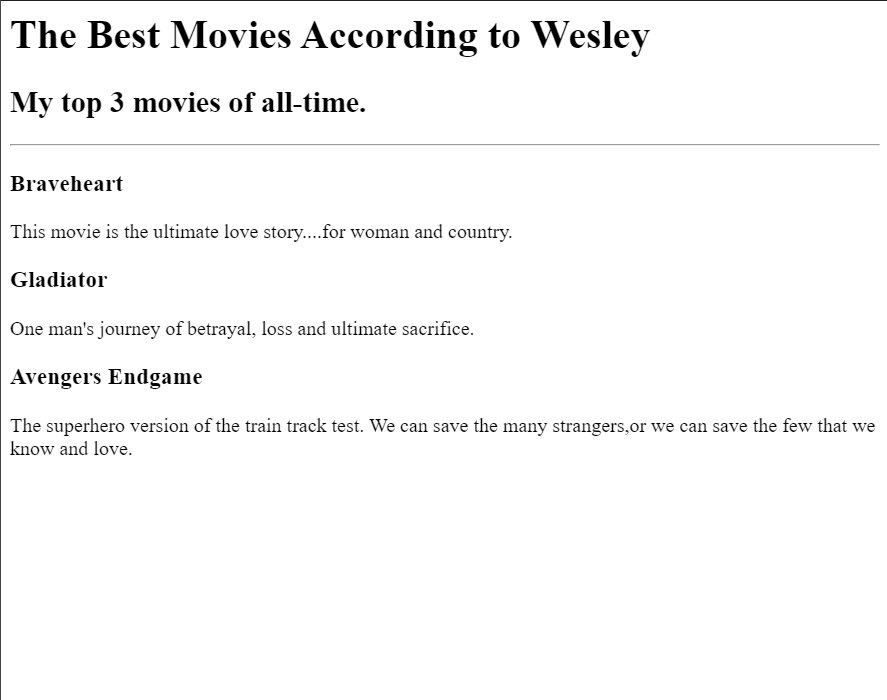 The Best Movies According to Wesley
My top 3 movies of all-time.
Braveheart
This movie is the ultimate love story....for woman and country.
Gladiator
One man's journey of betrayal, loss and ultimate sacrifice.
Avengers Endgame
The superhero version of the train track test. We can save the many strangers,or we can save the few that we
know and love.